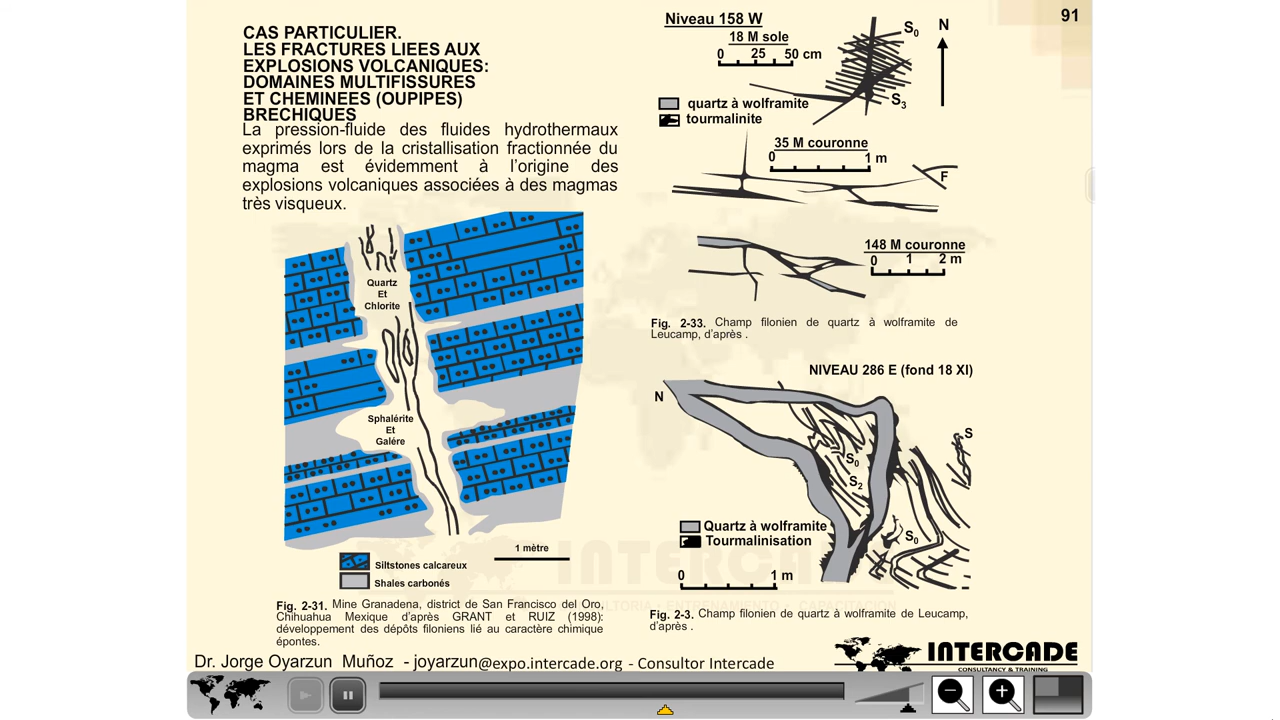 91
CAS PARTICULIER.
LES FRACTURES LIEES AUX
EXPLOSIONS VOLCANIQUES:
DOMAINES MULTIFISSURES
ET CHEMINEES (OUPIPES)
BRECHIQUES
La pression-fluide des fluides hydrothermaux
exprimés lors de la cristallisation fractionnée du
magma est évidemment à l'origine des
explosions volcaniques associées à des magmas
très visqueux.
Quartz
Et
Chlorite
Sphalérite
Et
Galére
1 mètre
Siltstones calcareux
Shales carbonés
Fig. 2-31. Mine Granadena, district de San Francisco del Oro,
Chihuahua Mexique d'après GRANT et RUIZ (1998):
développement des dépôts filoniens lié au caractère chimique
épontes.
Niveau 158 W
18 M sole
0 25 50 cm
S0
N
S3
quartz à wolframite
tourmalinite
35 M couronne
0 1 m
F
148 M couronne
0 1 2 m
Fig. 2-33. Champ filonien de quartz à wolframite de
Leucamp, d'après .
NIVEAU 286 E (fond 18 XI)
N
S
S0
S2
S0
Quartz à wolframite
Tourmalinisation
0 1 m
Fig. 2-3. Champ filonien de quartz à wolframite de Leucamp,
d'après .
Dr. Jorge Oyarzun Muñoz - joyarzun@expo.intercade.org - Consultor Intercade
INTERCADE
CONSULTANCY & TRAINING
INTERCADE
CONSULTORIA • ENTRENAMIENTO • CAPACITACION